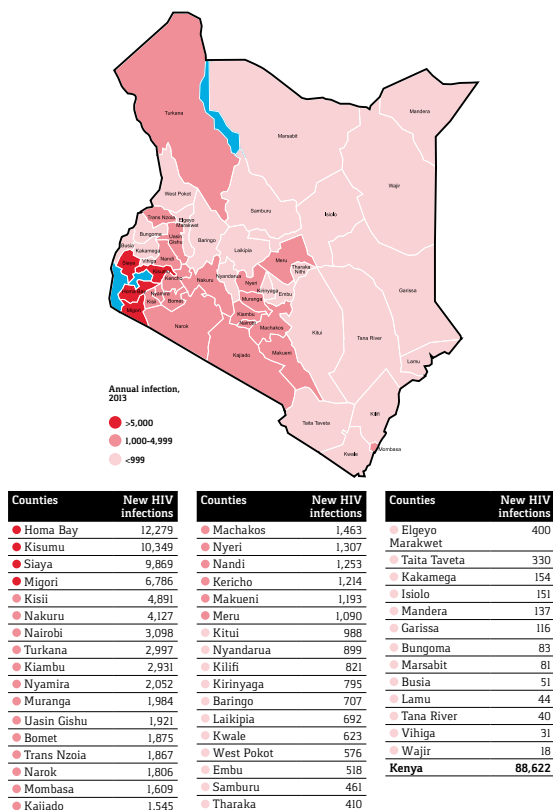 Turkana
Marsabit
Mandera
Wajir
West Pokot
Samburu
Isiolo
Trans Nzoia
Elgeyo
Marakwet
Bungoma
Uasin
Gishu
Baringo
Laikipia
Busia
Kakamega
Nandi
Meru
Siaya
Vihiga
Kisumu
Kericho
Nakuru
Nyandarua
Nyeri
Tharaka
Nithi
Kirinyaga
Embu
Garissa
Homa Bay
Nyamira
Kisii
Bomet
Muranga
Kiambu
Nairobi
Machakos
Migori
Narok
Kajiado
Makueni
Kitui
Tana River
Lamu
Taita Taveta
Kilifi
Kwale
Mombasa
Annual infection,
2013
>5,000
1,000-4,999
<999
Counties New HIV
infections
Homa Bay 12,279
Kisumu 10,349
Siaya 9,869
Migori 6,786
Kisii 4,891
Nakuru 4,127
Nairobi 3,098
Turkana 2,997
Kiambu 2,931
Nyamira 2,052
Muranga 1,984
Uasin Gishu 1,921
Bomet 1,875
Trans Nzoia 1,867
Narok 1,806
Mombasa 1,609
Kajiado 1,545
Counties New HIV
infections
Machakos 1,463
Nyeri 1,307
Nandi 1,253
Kericho 1,214
Makueni 1,193
Meru 1,090
Kitui 988
Nyandarua 899
Kilifi 821
Kirinyaga 795
Baringo 707
Laikipia 692
Kwale 623
West Pokot 576
Embu 518
Samburu 461
Tharaka 410
Counties New HIV
infections
Elgeyo 400
Marakwet
Taita Taveta 330
Kakamega 154
Isiolo 151
Mandera 137
Garissa 116
Bungoma 83
Marsabit 81
Busia 51
Lamu 44
Tana River 40
Vihiga 31
Wajir 18
Kenya 88,622